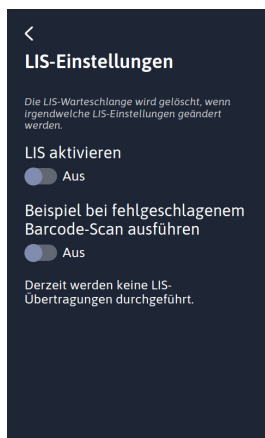 LIS-Einstellungen
Die LIS-Warteschlange wird gelöscht, wenn
irgendwelche LIS-Einstellungen geändert
werden.
LIS aktivieren
Aus
Beispiel bei fehlgeschlagenem
Barcode-Scan ausführen
Aus
Derzeit werden keine LIS-
Übertragungen durchgeführt.